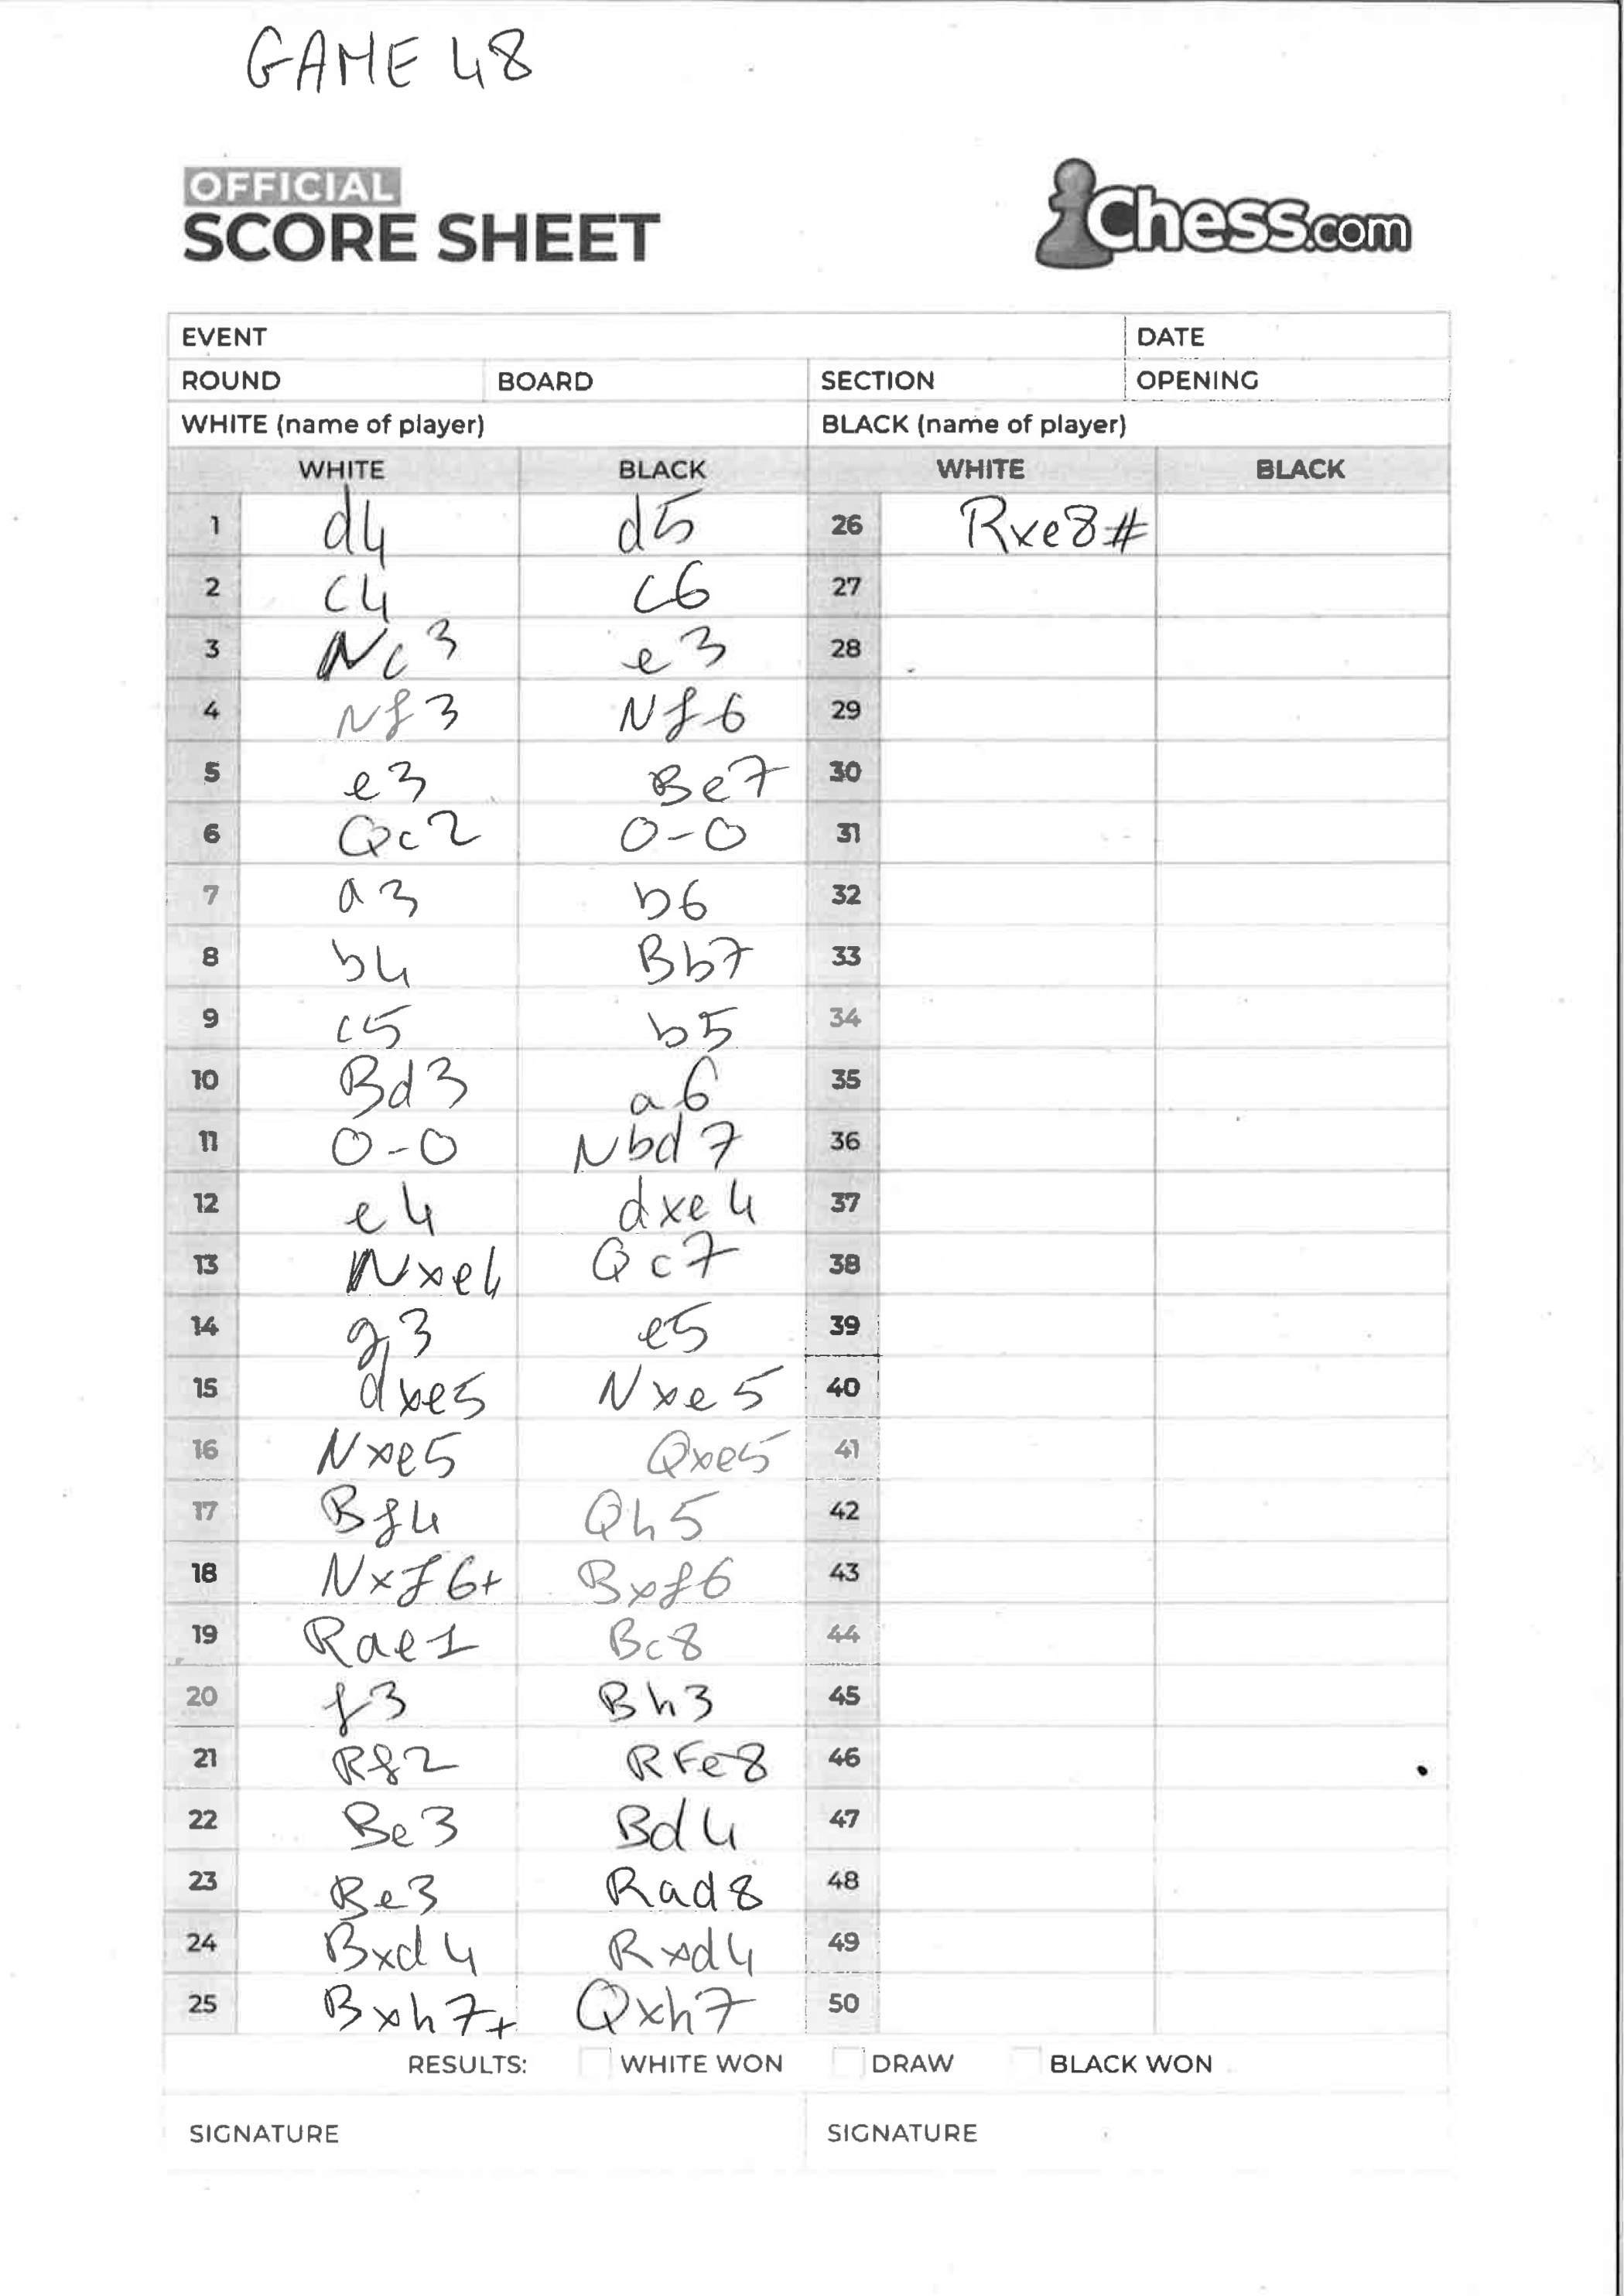 GAME 48
OFFICIAL
SCORE SHEET
Chess.com
EVENT DATE
ROUND BOARD SECTION OPENING
WHITE (name of player) BLACK (name of player)
WHITE BLACK WHITE BLACK
1 d4 d5 26 Rxe8#
2 c4 c6 27
3 Nc3 e3 28
4 Nf3 Nf6 29
5 e3 Be7 30
6 Qc2 0-0 31
7 a3 b6 32
8 b4 Bb7 33
9 c5 b5 34
10 Bd3 a6 35
11 0-0 Nbd7 36
12 e4 dxe4 37
13 Nxe4 Qc7 38
14 g3 e5 39
15 dxe5 Nxe5 40
16 Nxe5 Qxe5 41
17 Bf4 Qh5 42
18 Nxf6+ Bxf6 43
19 Rae1 Bc8 44
20 f3 Bh3 45
21 Rf2 RFe8 46
22 Be3 Bd4 47
23 Be3 Rad8 48
24 Bxd4 Rxd4 49
25 Bxh7+ Qxh7 50
RESULTS: WHITE WON DRAW BLACK WON
SIGNATURE SIGNATURE